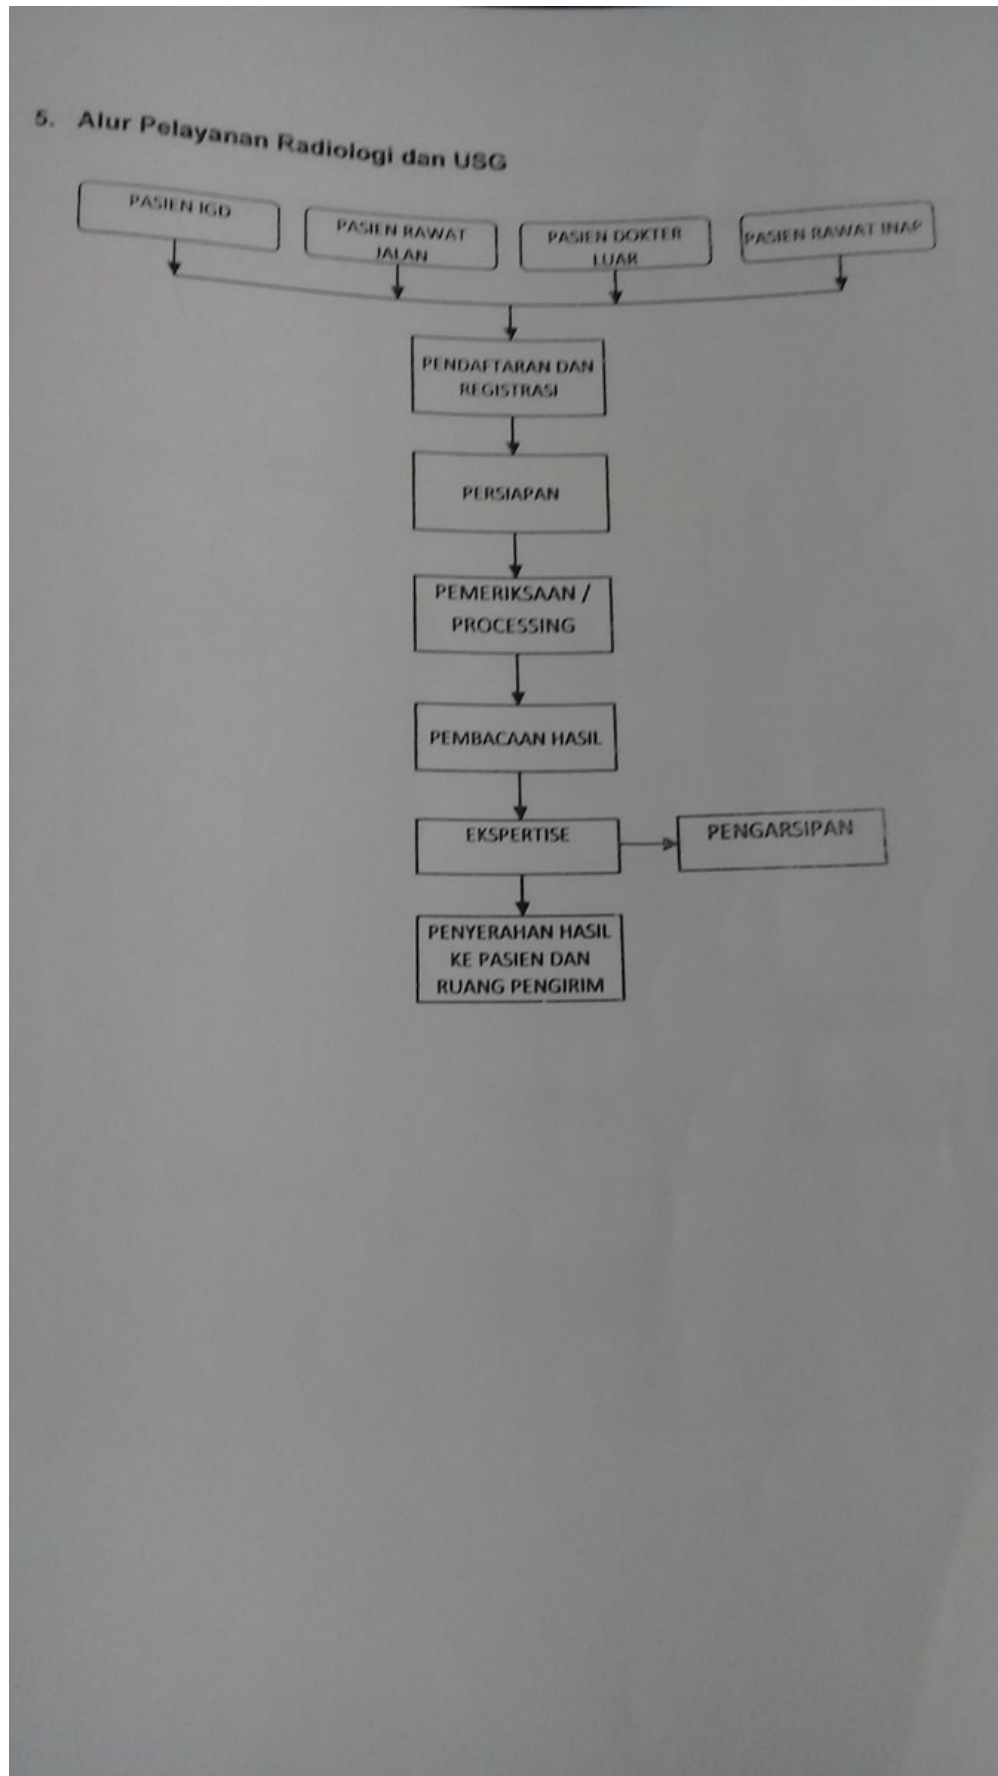 5. Alur Pelayanan Radiologi dan USG
PASIEN IGD
PASIEN RAWAT
JALAN
PASIEN DOKTER
LUAR
PASIEN RAWAT INAP
PENDAFTARAN DAN
REGISTRASI
PERSIAPAN
PEMERIKSAAN /
PROCESSING
PEMBACAAN HASIL
EKSPERTISE
PENGARSIPAN
PENYERAHAN HASIL
KE PASIEN DAN
RUANG PENGIRIM